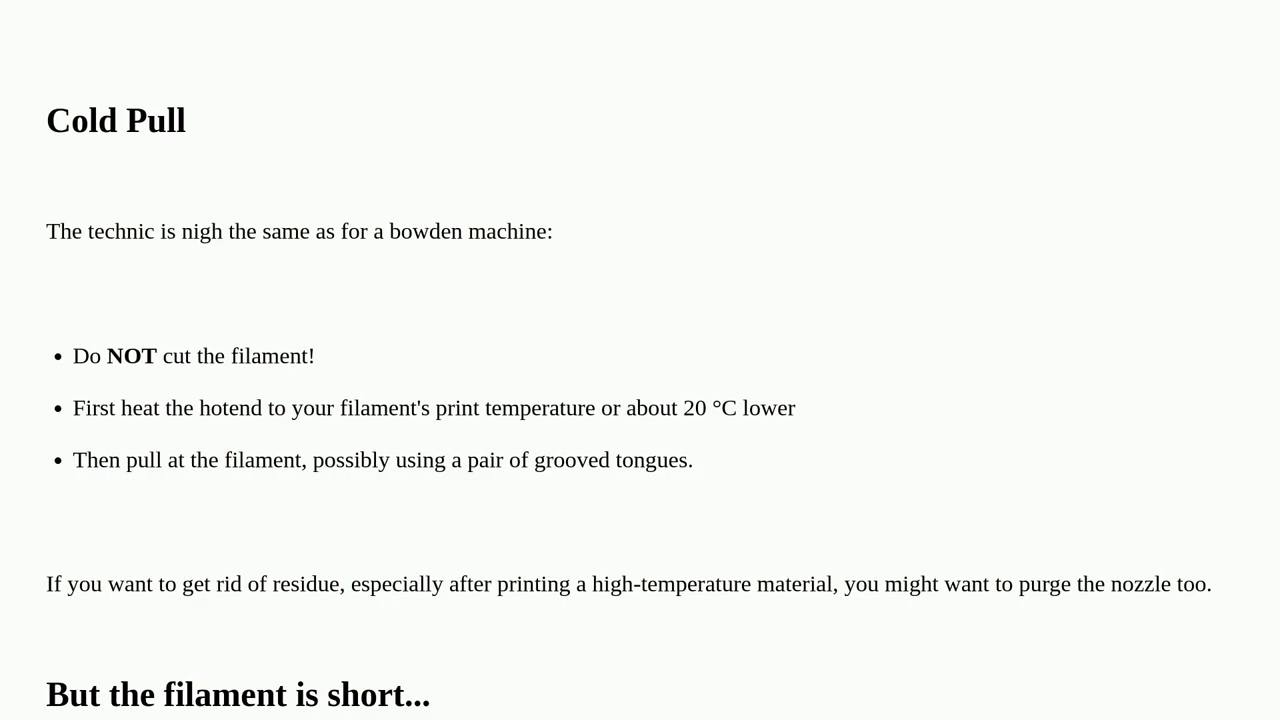 Cold Pull
The technic is nigh the same as for a bowden machine:
• Do NOT cut the filament!
• First heat the hotend to your filament's print temperature or about 20 °C lower
• Then pull at the filament, possibly using a pair of grooved tongues.
If you want to get rid of residue, especially after printing a high-temperature material, you might want to purge the nozzle too.
But the filament is short...